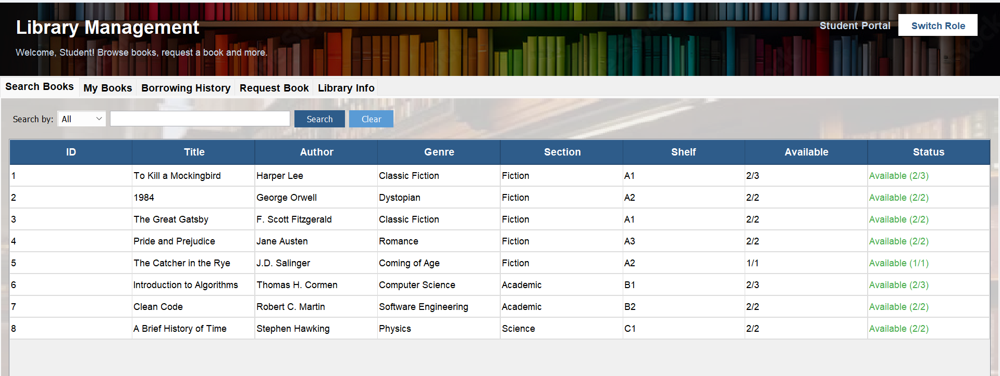 Library Management
Student Portal
Switch Role
Welcome, Student! Browse books, request a book and more.
Search Books My Books Borrowing History Request Book Library Info
Search by: All Search Clear
ID Title Author Genre Section Shelf Available Status
1 To Kill a Mockingbird Harper Lee Classic Fiction Fiction A1 2/3 Available (2/3)
2 1984 George Orwell Dystopian Fiction A2 2/2 Available (2/2)
3 The Great Gatsby F. Scott Fitzgerald Classic Fiction Fiction A1 2/2 Available (2/2)
4 Pride and Prejudice Jane Austen Romance Fiction A3 2/2 Available (2/2)
5 The Catcher in the Rye J.D. Salinger Coming of Age Fiction A2 1/1 Available (1/1)
6 Introduction to Algorithms Thomas H. Cormen Computer Science Academic B1 2/3 Available (2/3)
7 Clean Code Robert C. Martin Software Engineering Academic B2 2/2 Available (2/2)
8 A Brief History of Time Stephen Hawking Physics Science C1 2/2 Available (2/2)